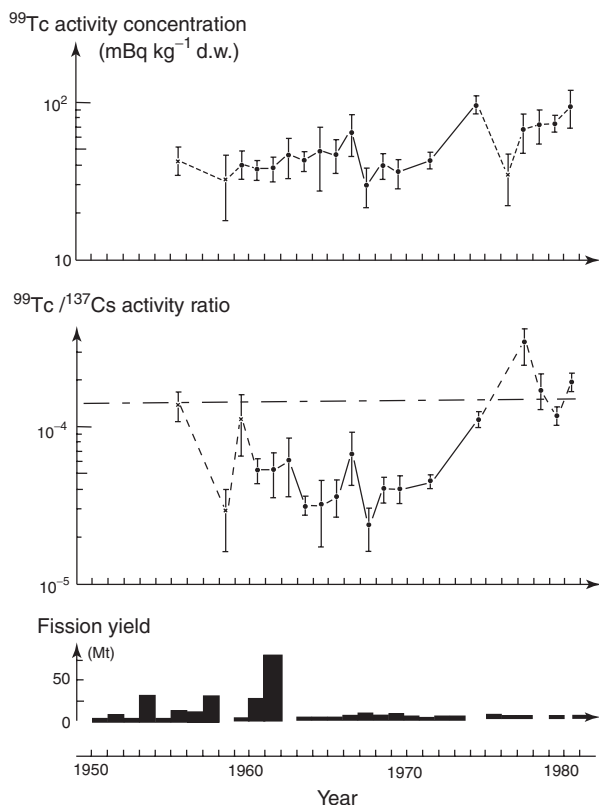 ⁹⁹Tc activity concentration
(mBq kg⁻¹ d.w.)
10²
10
⁹⁹Tc /¹³⁷Cs activity ratio
10⁻⁴
10⁻⁵
Fission yield
(Mt)
50
0
1950 1960 1970 1980
Year